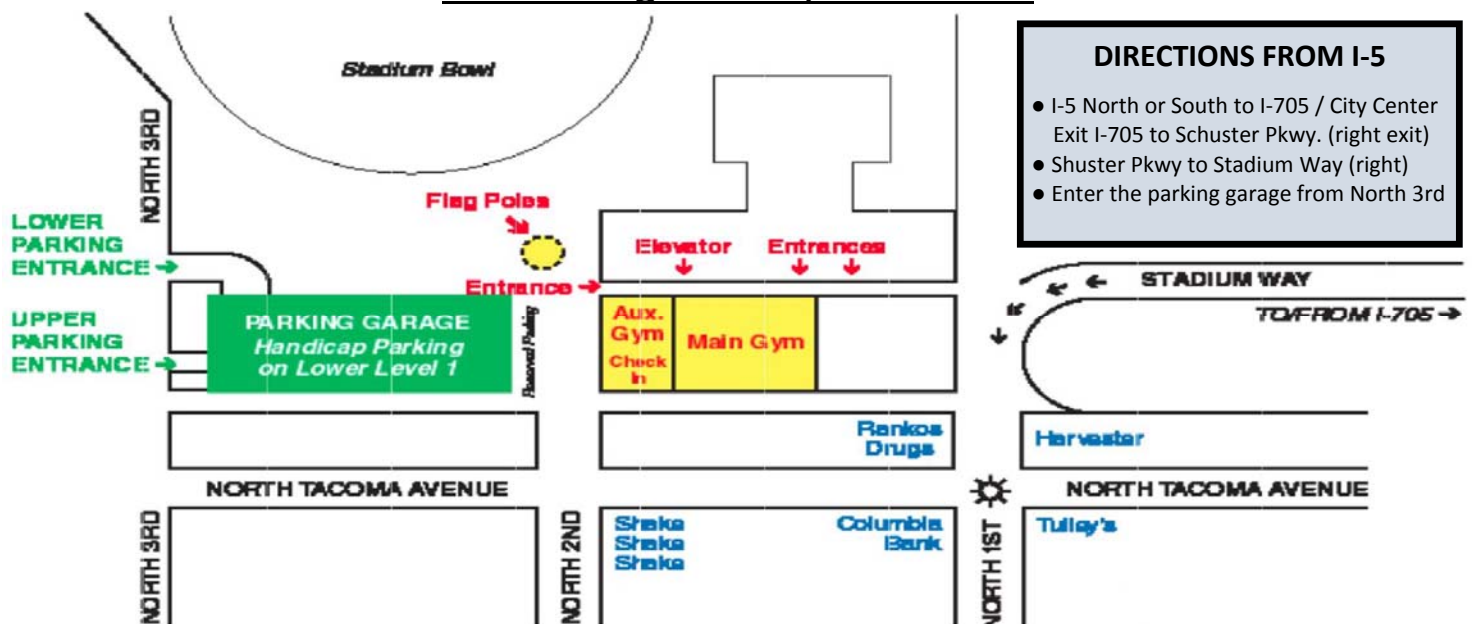 Stadium Bowl
DIRECTIONS FROM I-5
● I-5 North or South to I-705 / City Center
Exit I-705 to Schuster Pkwy. (right exit)
● Shuster Pkwy to Stadium Way (right)
● Enter the parking garage from North 3rd
NORTH 3RD
Flag Poles
LOWER
PARKING
ENTRANCE
Elevator
Entrances
Entrance
STADIUM WAY
TO/FROM I-705
UPPER
PARKING
ENTRANCE
PARKING GARAGE
Handicap Parking
on Lower Level 1
Reserved Parking
Aux.
Gym
Check
In
Main Gym
Rankos
Drugs
Harvester
NORTH TACOMA AVENUE
NORTH TACOMA AVENUE
NORTH 3RD
NORTH 2ND
Shake
Shake
Shake
Columbia
Bank
NORTH 1ST
Tulley's